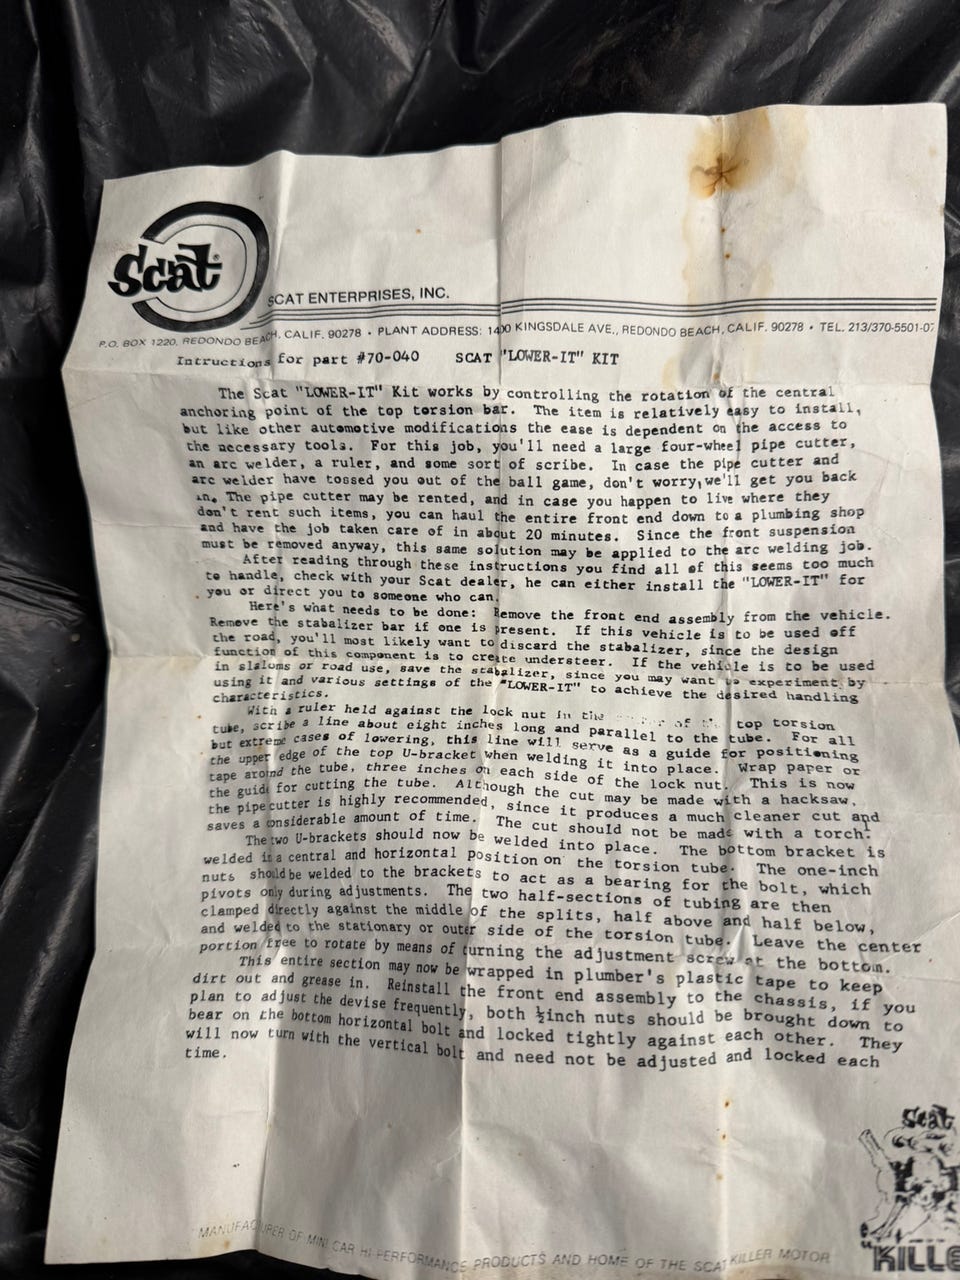 Scat®
SCAT ENTERPRISES, INC.
P.O. BOX 1220, REDONDO BEACH, CALIF. 90278 • PLANT ADDRESS: 1400 KINGSDALE AVE., REDONDO BEACH, CALIF. 90278 • TEL. 213/370-5501-07
Intructions for part #70-040 SCAT "LOWER-IT" KIT
The Scat "LOWER-IT" Kit works by controlling the rotation of the central
anchoring point of the top torsion bar. The item is relatively easy to install,
but like other automotive modifications the ease is dependent on the access to
the necessary tools. For this job, you'll need a large four-wheel pipe cutter,
an arc welder, a ruler, and some sort of scribe. In case the pipe cutter and
arc welder have tossed you out of the ball game, don't worry, we'll get you back
in. The pipe cutter may be rented, and in case you happen to live where they
don't rent such items, you can haul the entire front end down to a plumbing shop
and have the job taken care of in about 20 minutes. Since the front suspension
must be removed anyway, this same solution may be applied to the arc welding job.
After reading through these instructions you find all of this seems too much
to handle, check with your Scat dealer, he can either install the "LOWER-IT" for
you or direct you to someone who can.
Here's what needs to be done: Remove the front end assembly from the vehicle.
Remove the stabalizer bar if one is present. If this vehicle is to be used off
the road, you'll most likely want to discard the stabalizer, since the design
function of this component is to create understeer. If the vehicle is to be used
in slaloms or road use, save the stabalizer, since you may want to experiment by
using it and various settings of the "LOWER-IT" to achieve the desired handling
characteristics.
With a ruler held against the lock nut in the of the top torsion
tube, scribe a line about eight inches long and parallel to the tube. For all
but extreme cases of lowering, this line will serve as a guide for positioning
the upper edge of the top U-bracket when welding it into place. Wrap paper or
tape around the tube, three inches on each side of the lock nut. This is now
the guide for cutting the tube. Although the cut may be made with a hacksaw,
the pipe cutter is highly recommended, since it produces a much cleaner cut and
saves a considerable amount of time. The cut should not be made with a torch.
The two U-brackets should now be welded into place. The bottom bracket is
welded in a central and horizontal position on the torsion tube. The one-inch
nuts should be welded to the brackets to act as a bearing for the bolt, which
pivots only during adjustments. The two half-sections of tubing are then
clamped directly against the middle of the splits, half above and half below,
and welded to the stationary or outer side of the torsion tube. Leave the center
portion free to rotate by means of turning the adjustment screw at the bottom.
This entire section may now be wrapped in plumber's plastic tape to keep
dirt out and grease in. Reinstall the front end assembly to the chassis, if you
plan to adjust the devise frequently, both ½inch nuts should be brought down to
bear on the bottom horizontal bolt and locked tightly against each other. They
will now turn with the vertical bolt and need not be adjusted and locked each
time.
Scat
"KILLE
MANUFACTURER OF MINI CAR HI-PERFORMANCE PRODUCTS AND HOME OF THE SCAT KILLER MOTOR